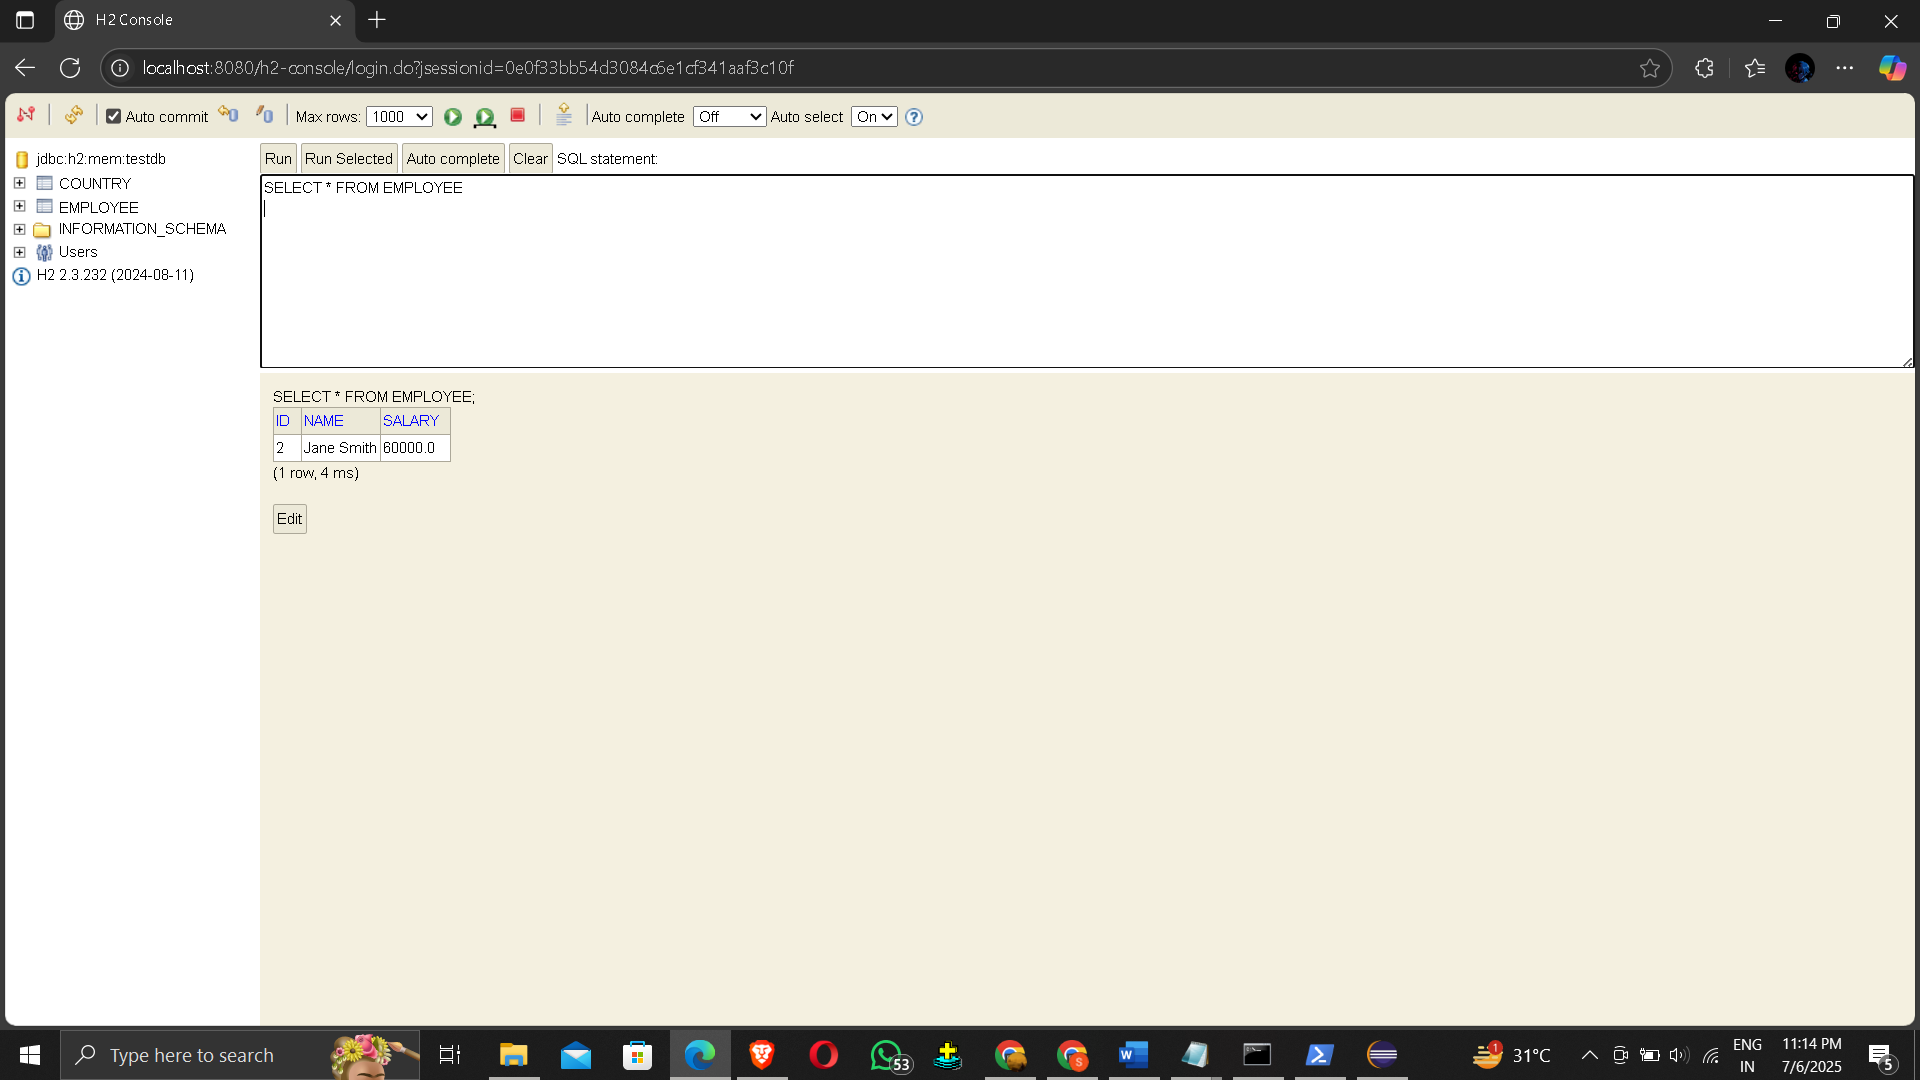 H2 Console
localhost:8080/h2-console/login.do?jsessionid=0e0f33bb54d3084c6e1cf341aaf3c10f
Auto commit
Max rows: 1000
Auto complete Off Auto select On
jdbc:h2:mem:testdb
COUNTRY
EMPLOYEE
INFORMATION_SCHEMA
Users
H2 2.3.232 (2024-08-11)
Run Run Selected Auto complete Clear SQL statement:
SELECT * FROM EMPLOYEE
SELECT * FROM EMPLOYEE;
ID NAME SALARY
2 Jane Smith 60000.0
(1 row, 4 ms)
Edit
Type here to search
53
1
31°C
ENG
IN
11:14 PM
7/6/2025
5